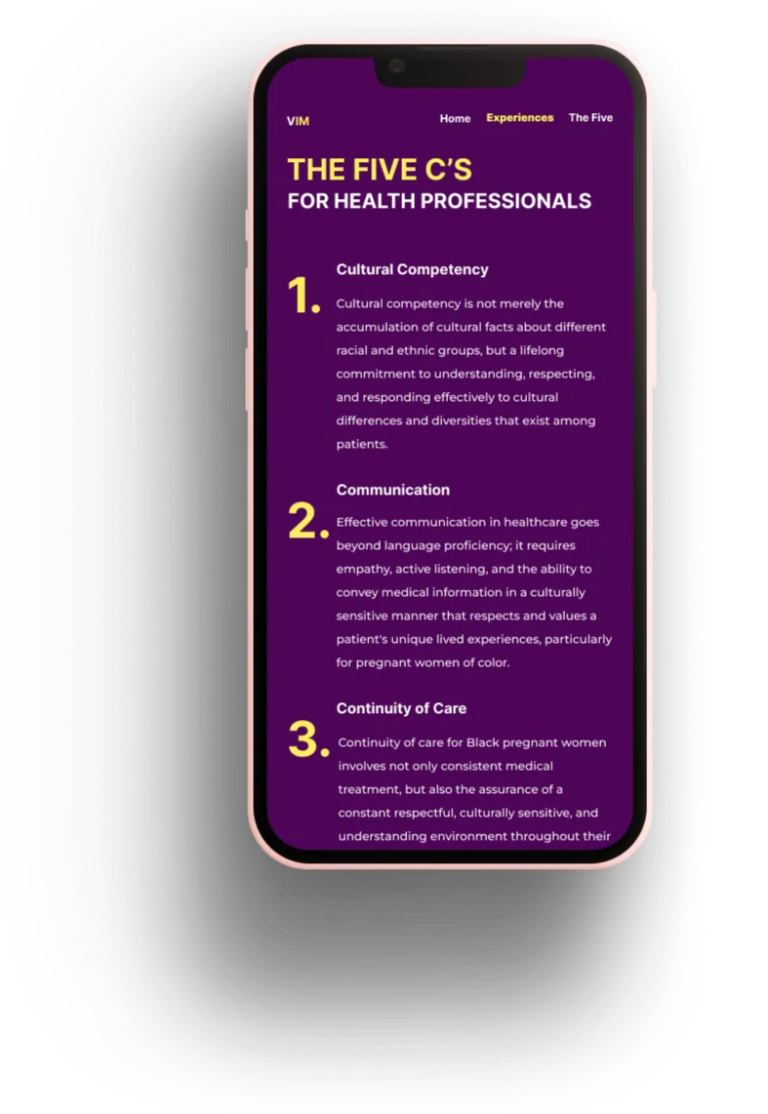 VIM Home Experiences The Five
THE FIVE C'S
FOR HEALTH PROFESSIONALS
1.
Cultural Competency
Cultural competency is not merely the
accumulation of cultural facts about different
racial and ethnic groups, but a lifelong
commitment to understanding, respecting,
and responding effectively to cultural
differences and diversities that exist among
patients.
2.
Communication
Effective communication in healthcare goes
beyond language proficiency; it requires
empathy, active listening, and the ability to
convey medical information in a culturally
sensitive manner that respects and values a
patient's unique lived experiences, particularly
for pregnant women of color.
3.
Continuity of Care
Continuity of care for Black pregnant women
involves not only consistent medical
treatment, but also the assurance of a
constant respectful, culturally sensitive, and
understanding environment throughout their